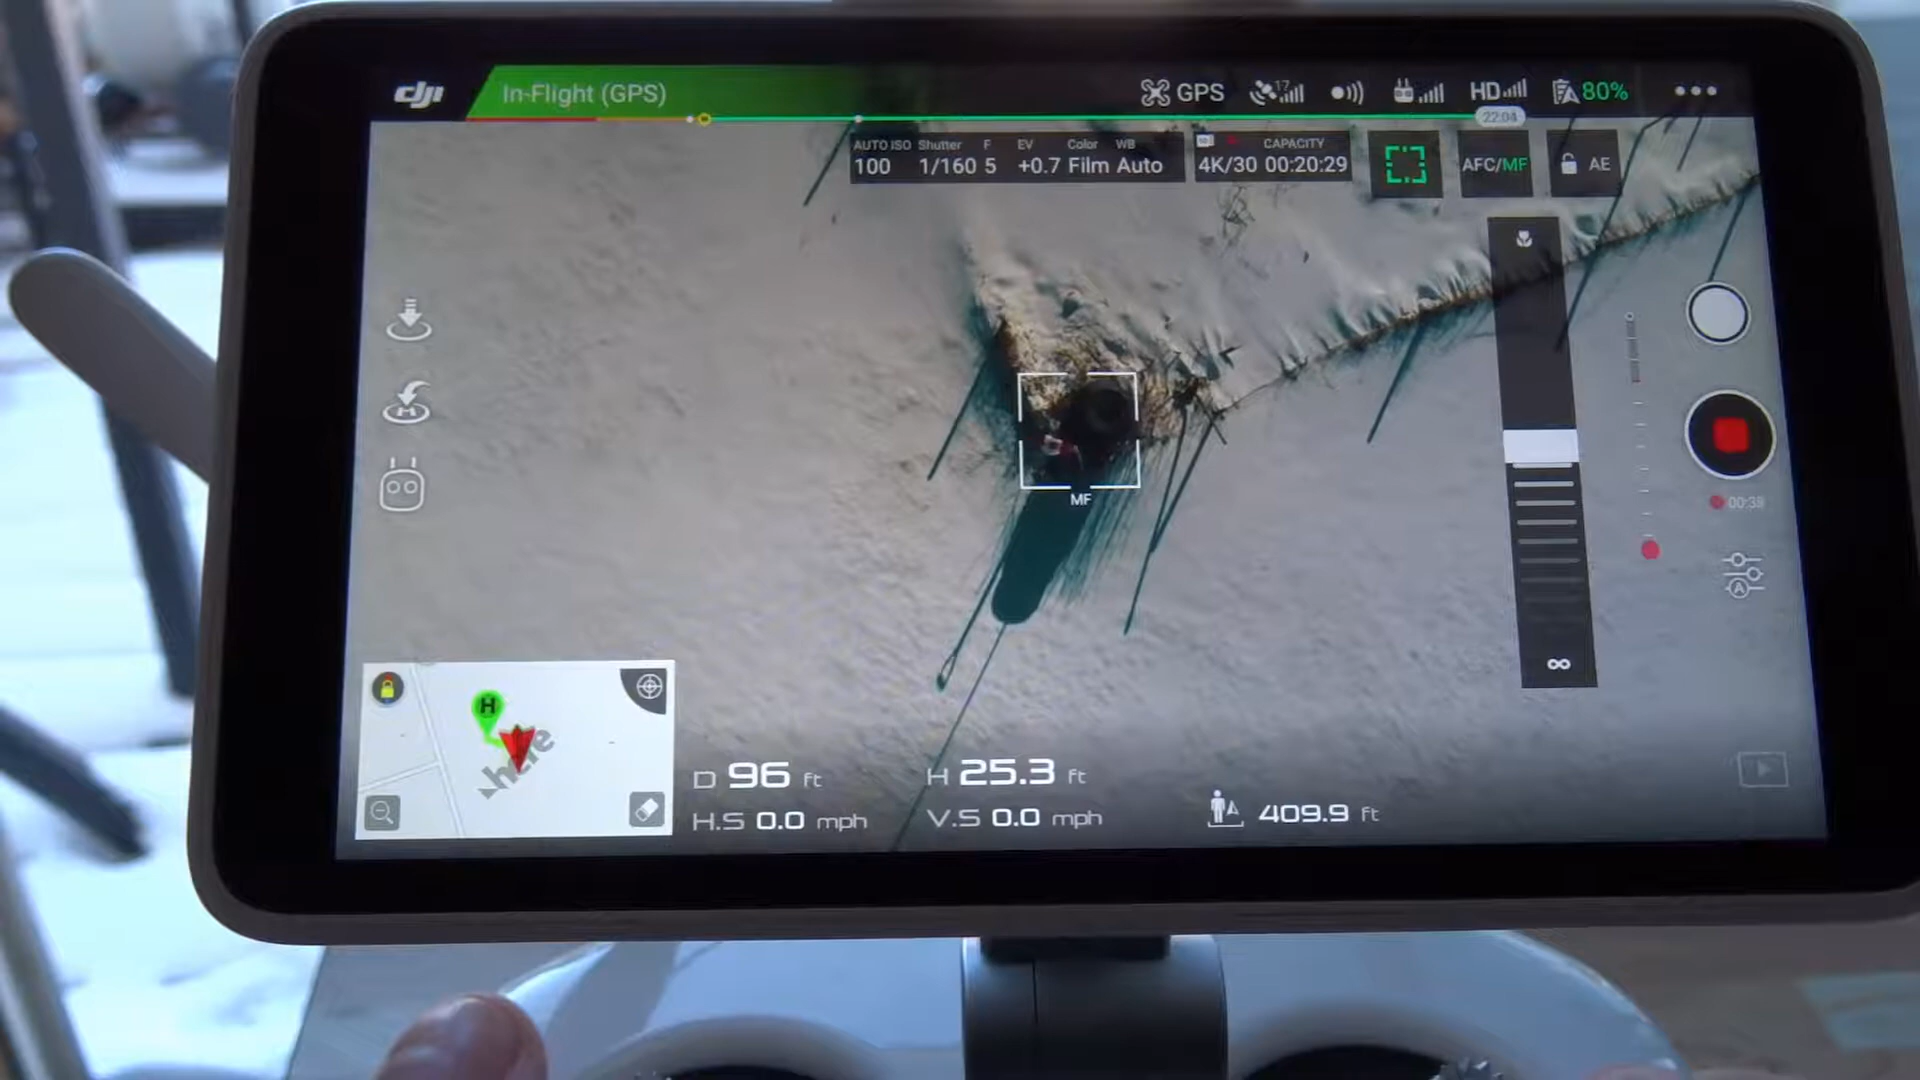 dji In-Flight (GPS) GPS 17 HD 80%
22:04
AUTO ISO Shutter F EV Color WB CAPACITY
100 1/160 5 +0.7 Film Auto 4K/30 00:20:29 AFC/MF AE
MF
00:38
A
H
here
D 96 ft H 25.3 ft
H.S 0.0 mph V.S 0.0 mph 409.9 ft